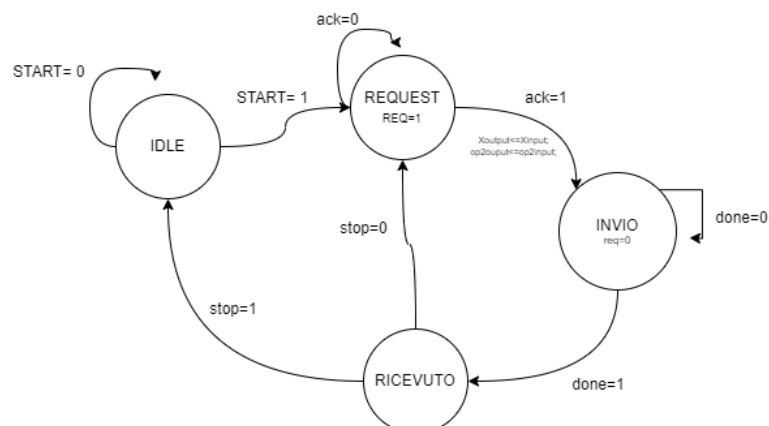 ack=0
START= 0
START= 1
REQUEST
REQ=1
ack=1
Xoutput<=Xinput;
op2ouput<=op2input;
IDLE
INVIO
req=0
done=0
stop=0
stop=1
RICEVUTO
done=1